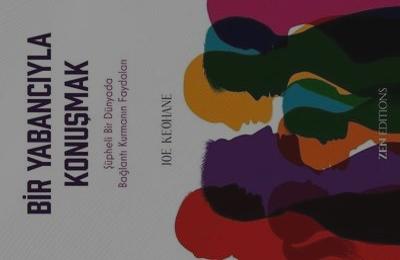 BİR YABANCIYLA
KONUŞMAK
Şüpheli Bir Dünyada
Bağlantı Kurmanın Faydaları
JOE KEOHANE
ZEN EDITIONS